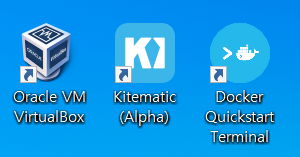 Oracle VM
VirtualBox
Kitematic
(Alpha)
Docker
Quickstart
Terminal